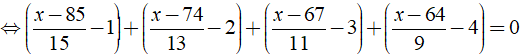 ⇔ (x−85/15 −1) + (x−74/13 −2) + (x−67/11 −3) + (x−64/9 −4) = 0